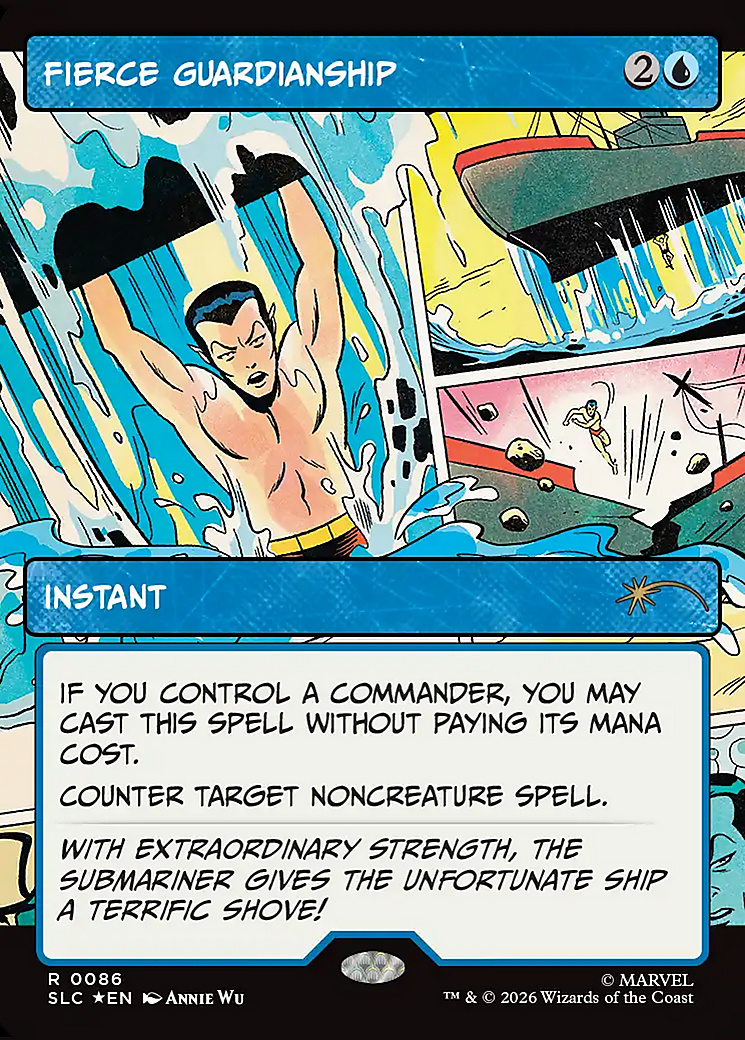 FIERCE GUARDIANSHIP 2
INSTANT
IF YOU CONTROL A COMMANDER, YOU MAY
CAST THIS SPELL WITHOUT PAYING ITS MANA
COST.
COUNTER TARGET NONCREATURE SPELL.
WITH EXTRAORDINARY STRENGTH, THE
SUBMARINER GIVES THE UNFORTUNATE SHIP
A TERRIFIC SHOVE!
R 0086
SLC ★ EN Annie Wu
© MARVEL
™ & © 2026 Wizards of the Coast